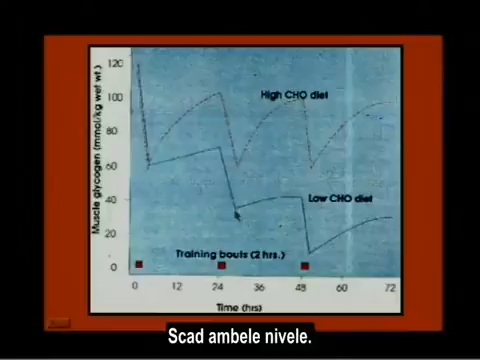 120
100
80
60
40
20
0
Muscle glycogen (mmol/kg wet wt.)
High CHO diet
Low CHO diet
Training bouts (2 hrs.)
0 12 24 36 48 60 72
Time (hrs)
Scad ambele nivele.